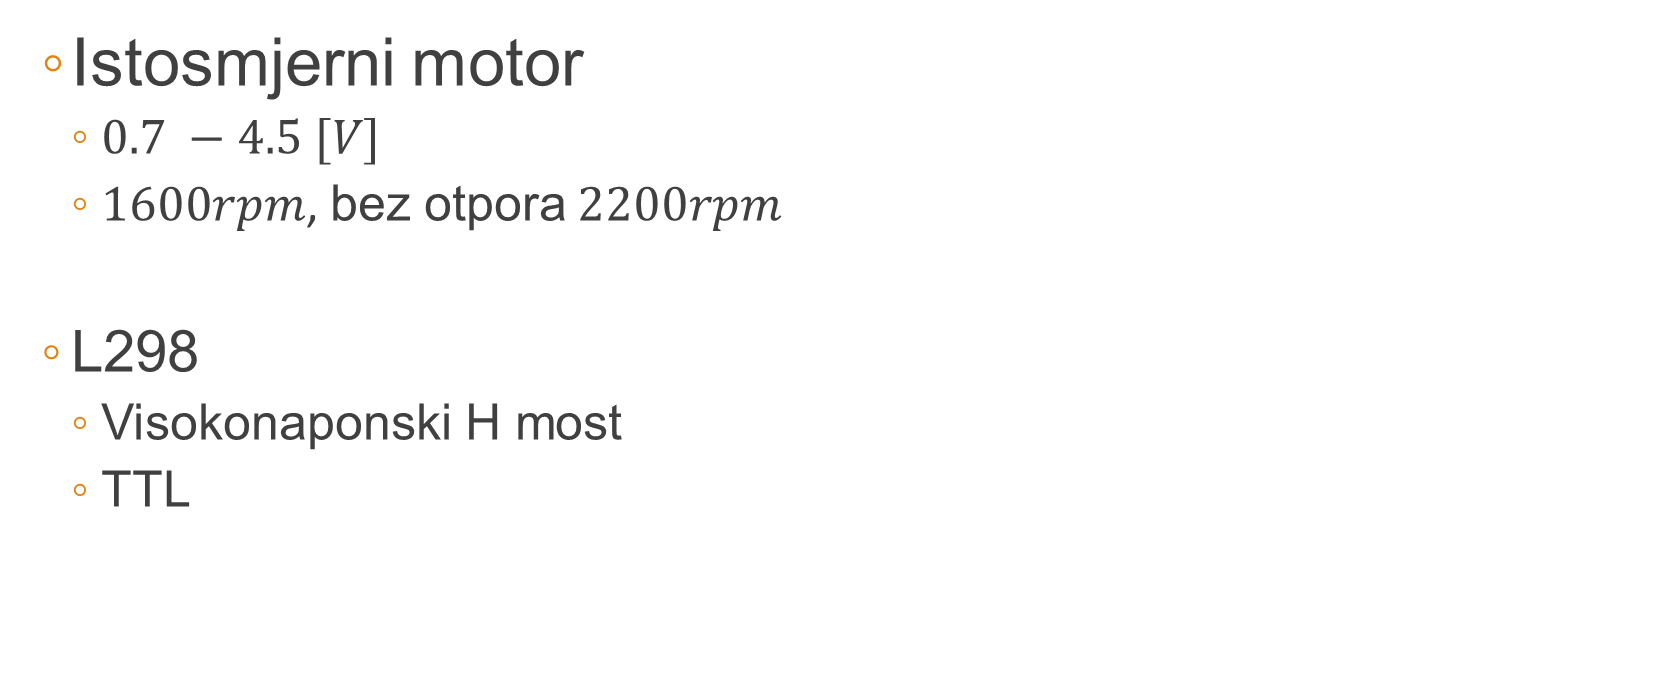 ◦ Istosmjerni motor
◦ 0.7 − 4.5 [V]
◦ 1600rpm, bez otpora 2200rpm
◦ L298
◦ Visokonaponski H most
◦ TTL